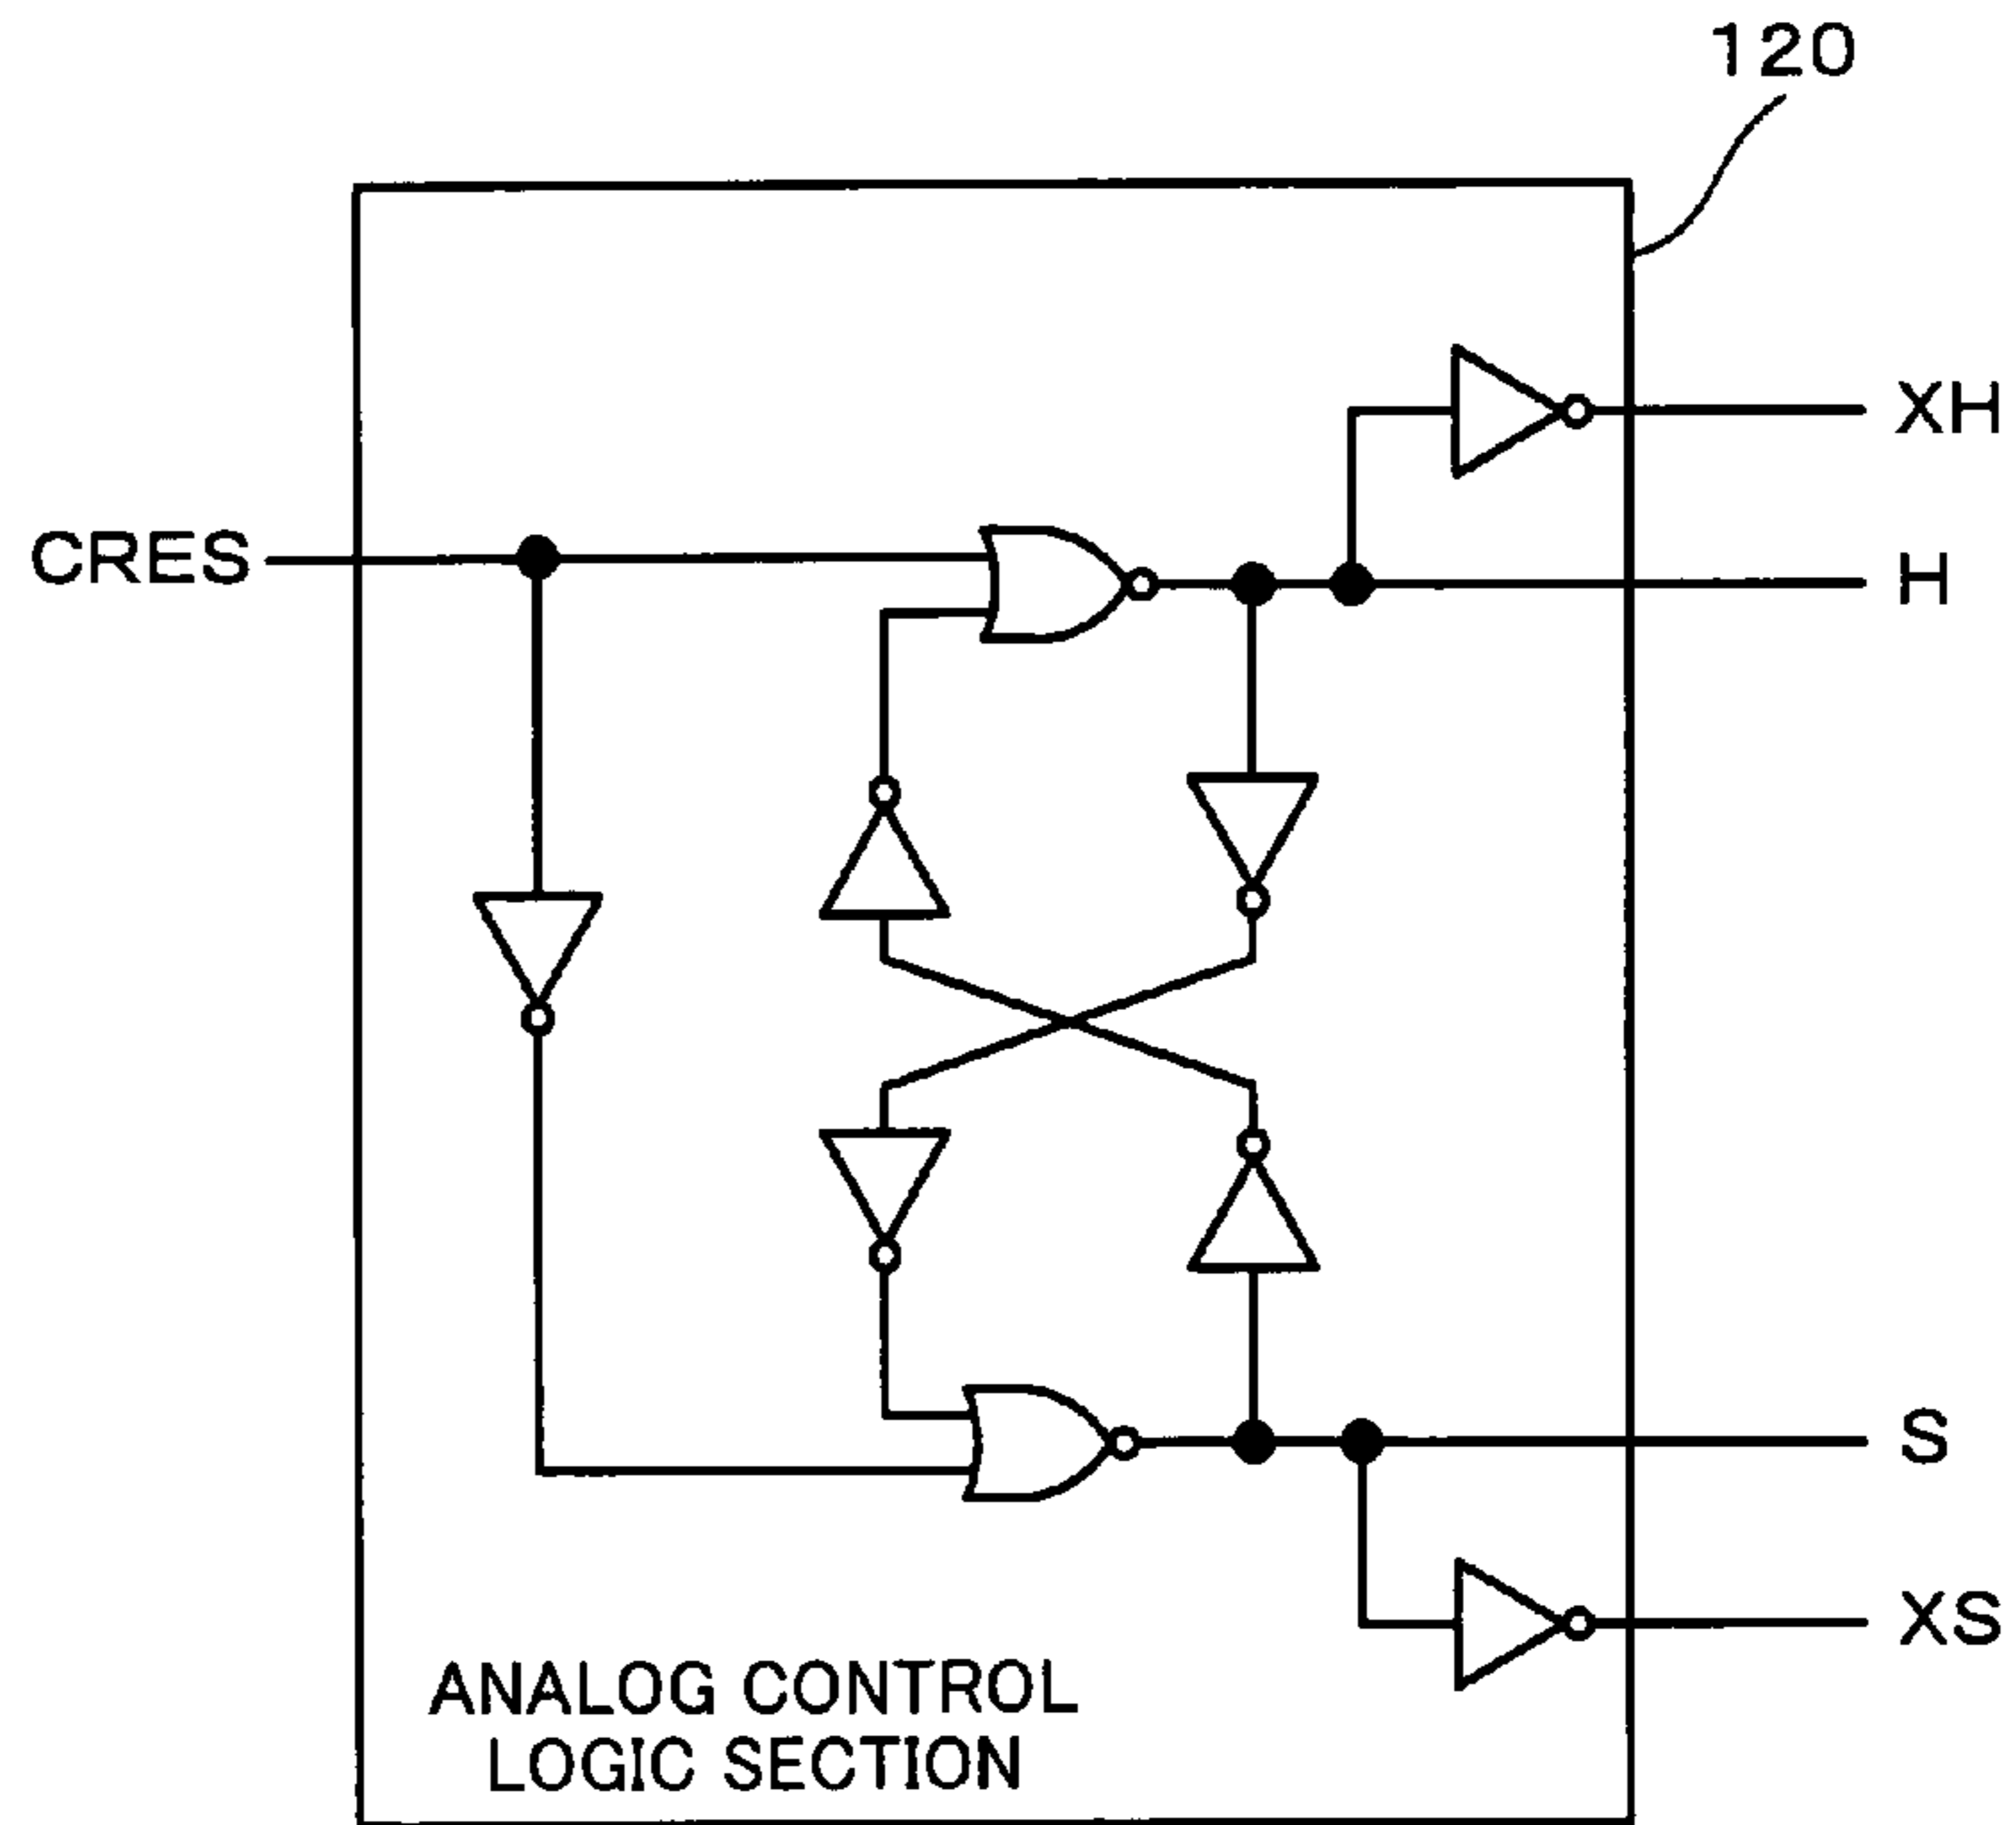 120
XH
CRES
H
S
XS
ANALOG CONTROL
LOGIC SECTION